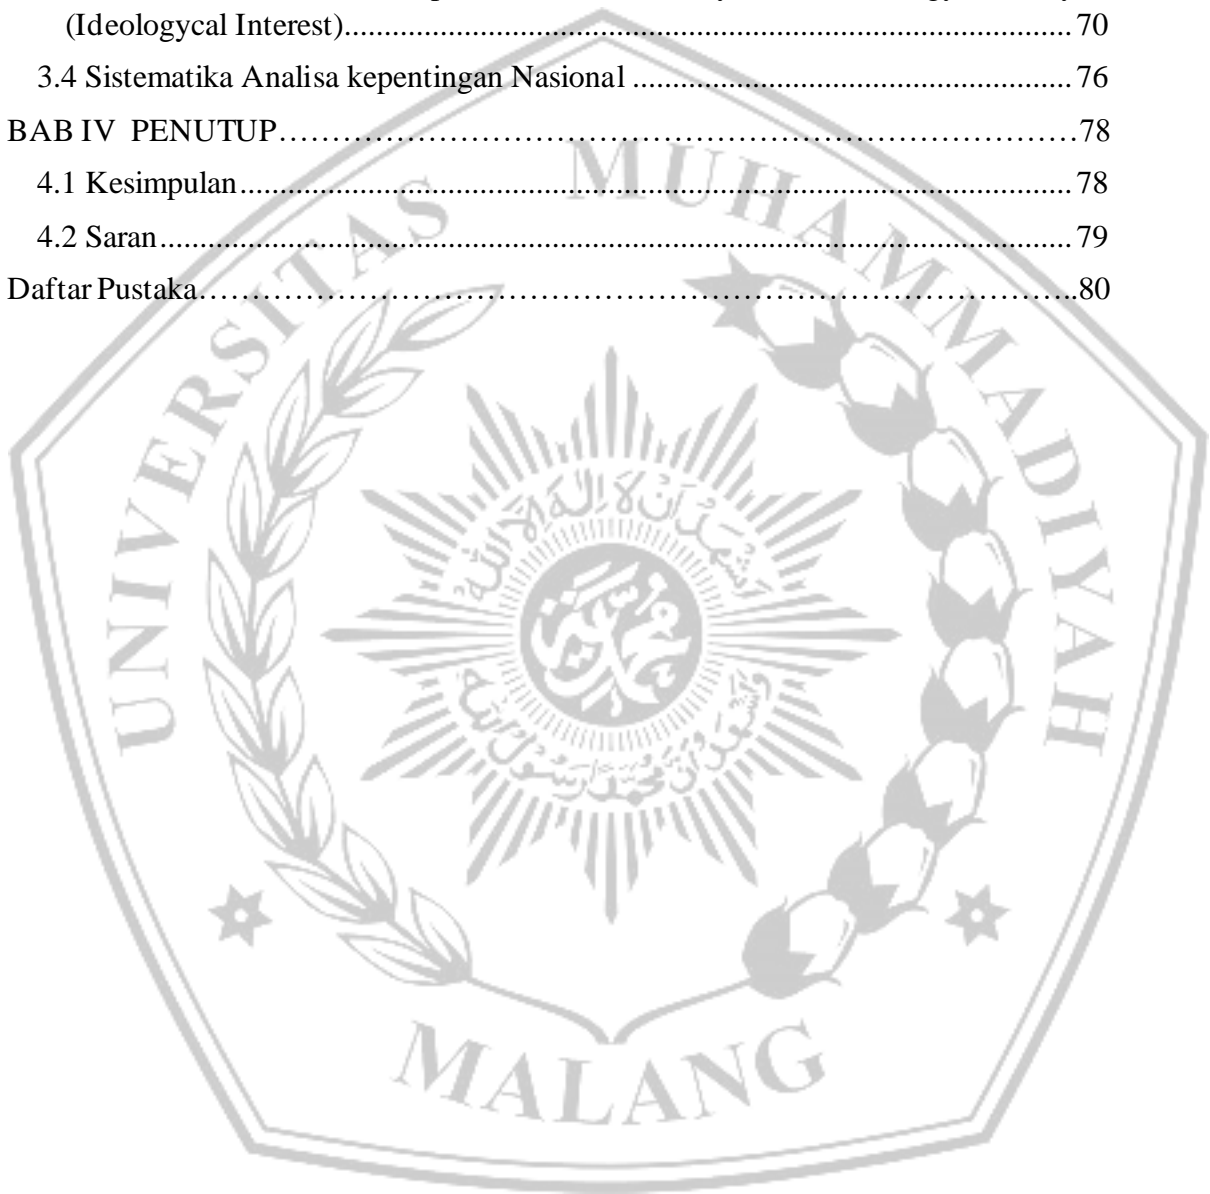 (Ideologycal Interest)........................................................................................... 70
3.4 Sistematika Analisa kepentingan Nasional ....................................................... 76
BAB IV  PENUTUP……………………………………………………………………78
4.1 Kesimpulan........................................................................................................ 78
4.2 Saran.................................................................................................................. 79
Daftar Pustaka…………………………………………………………………………..80
UNIVERSITAS MUHAMMADIYAH
MALANG